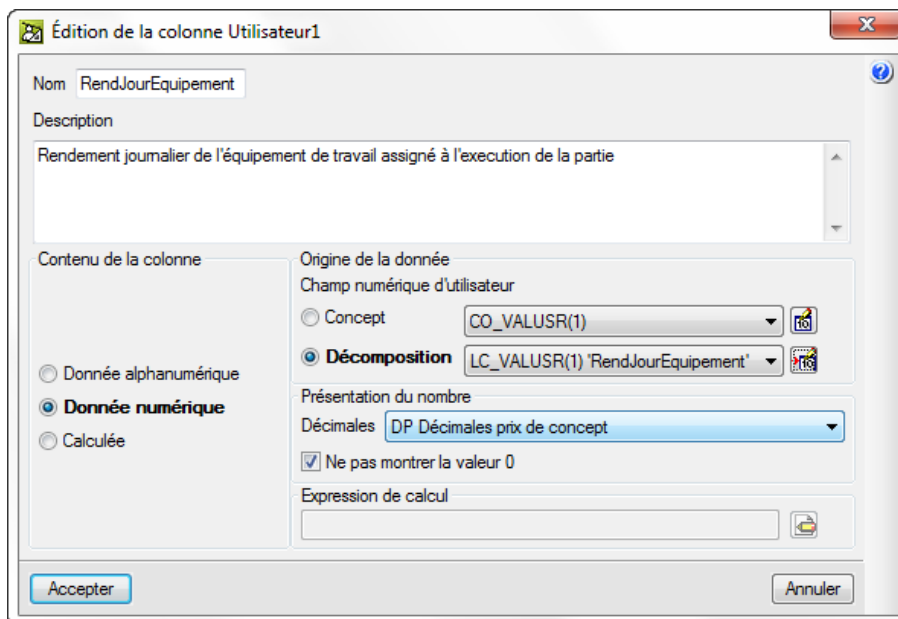 Édition de la colonne Utilisateur1
Nom RendJourEquipement
Description
Rendement journalier de l'équipement de travail assigné à l'execution de la partie
Contenu de la colonne
Donnée alphanumérique
Donnée numérique
Calculée
Origine de la donnée
Champ numérique d'utilisateur
Concept CO_VALUSR(1)
Décomposition LC_VALUSR(1) 'RendJourEquipement'
Présentation du nombre
Décimales DP Décimales prix de concept
Ne pas montrer la valeur 0
Expression de calcul
Accepter Annuler